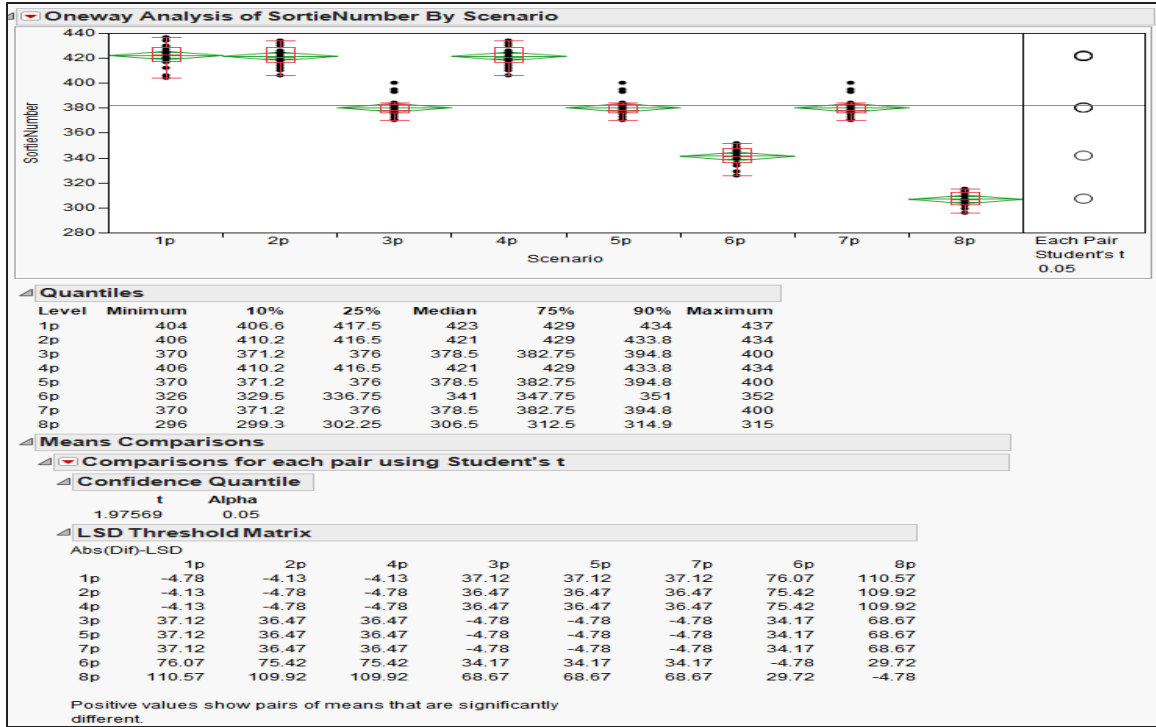 Oneway Analysis of SortieNumber By Scenario
440
420
400
380
360
340
320
300
280
SortieNumber
1p 2p 3p 4p 5p 6p 7p 8p
Scenario
Each Pair
Student's t
0.05
Quantiles
Level Minimum 10% 25% Median 75% 90% Maximum
1p 404 406.6 417.5 423 429 434 437
2p 406 410.2 416.5 421 429 433.8 434
3p 370 371.2 376 378.5 382.75 394.8 400
4p 406 410.2 416.5 421 429 433.8 434
5p 370 371.2 376 378.5 382.75 394.8 400
6p 326 329.5 336.75 341 347.75 351 352
7p 370 371.2 376 378.5 382.75 394.8 400
8p 296 299.3 302.25 306.5 312.5 314.9 315
Means Comparisons
Comparisons for each pair using Student's t
Confidence Quantile
t Alpha
1.97569 0.05
LSD Threshold Matrix
Abs(Dif)-LSD
1p 2p 4p 3p 5p 7p 6p 8p
1p -4.78 -4.13 -4.13 37.12 37.12 37.12 76.07 110.57
2p -4.13 -4.78 -4.78 36.47 36.47 36.47 75.42 109.92
4p -4.13 -4.78 -4.78 36.47 36.47 36.47 75.42 109.92
3p 37.12 36.47 36.47 -4.78 -4.78 -4.78 34.17 68.67
5p 37.12 36.47 36.47 -4.78 -4.78 -4.78 34.17 68.67
7p 37.12 36.47 36.47 -4.78 -4.78 -4.78 34.17 68.67
6p 76.07 75.42 75.42 34.17 34.17 34.17 -4.78 29.72
8p 110.57 109.92 109.92 68.67 68.67 68.67 29.72 -4.78
Positive values show pairs of means that are significantly
different.